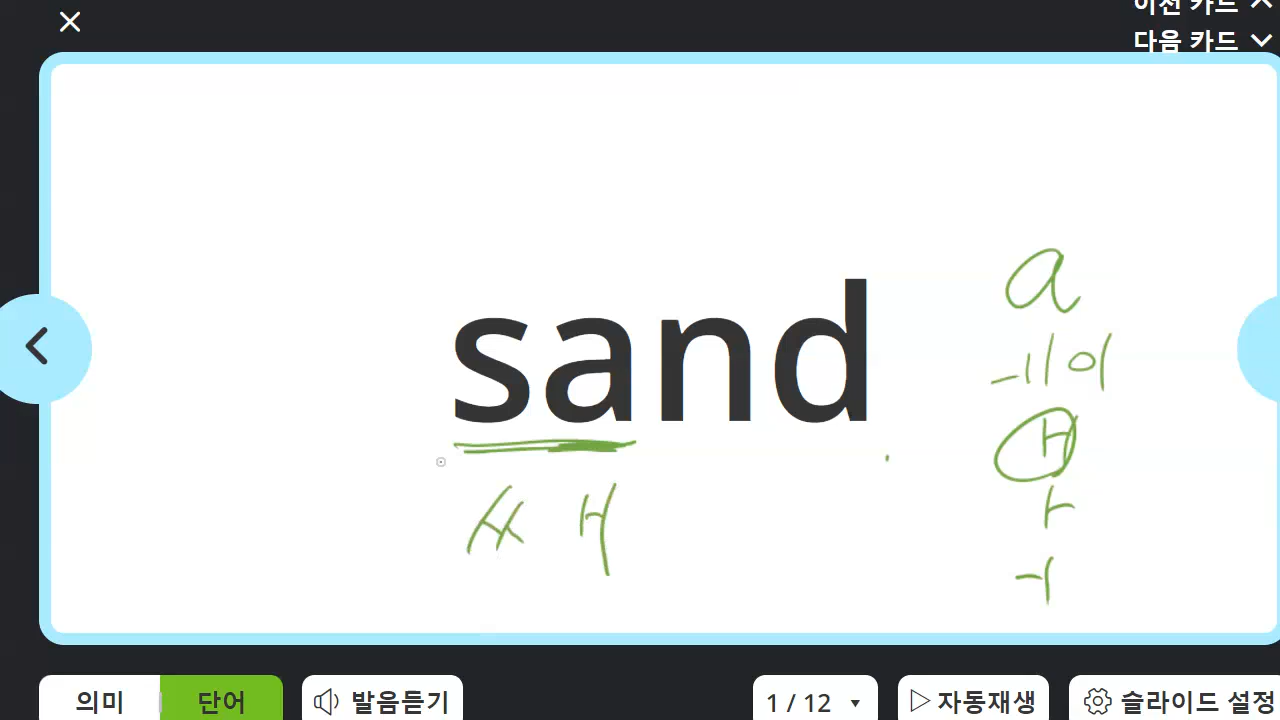 이전 카드
다음 카드
sand
a
ㅔ이
ㅐ
ㅏ
ㅓ
ㅆ ㅐ
의미 단어 발음듣기 1 / 12 자동재생 슬라이드 설정